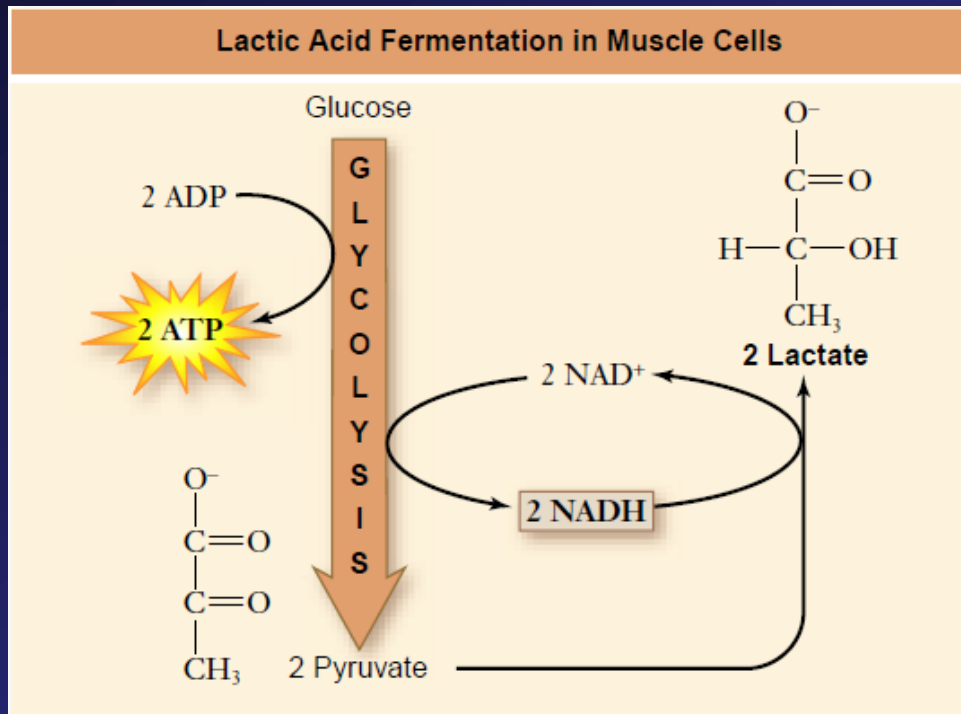 Lactic Acid Fermentation in Muscle Cells
Glucose
2 ADP
2 ATP
GLYCOLYSIS
O⁻
C=O
H—C—OH
CH₃
2 Lactate
2 NAD⁺
2 NADH
O⁻
C=O
C=O
CH₃
2 Pyruvate